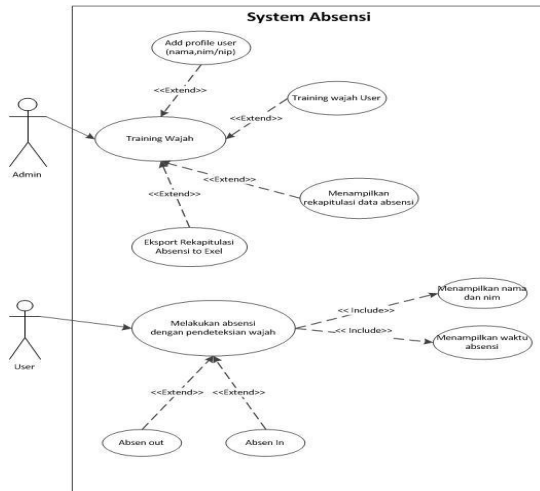 System Absensi
Add profile user
(nama,nim/nip)
<<Extend>>
Training wajah User
<<Extend>>
Training Wajah
Admin
<<Extend>>
<<Extend>>
Menampilkan
rekapitulasi data absensi
Eksport Rekapitulasi
Absensi to Exel
Menampilkan nama
dan nim
<< Include>>
Melakukan absensi
dengan pendeteksian wajah
<< Include>>
Menampilkan waktu
absensi
User
<<Extend>>
<<Extend>>
Absen out
Absen In